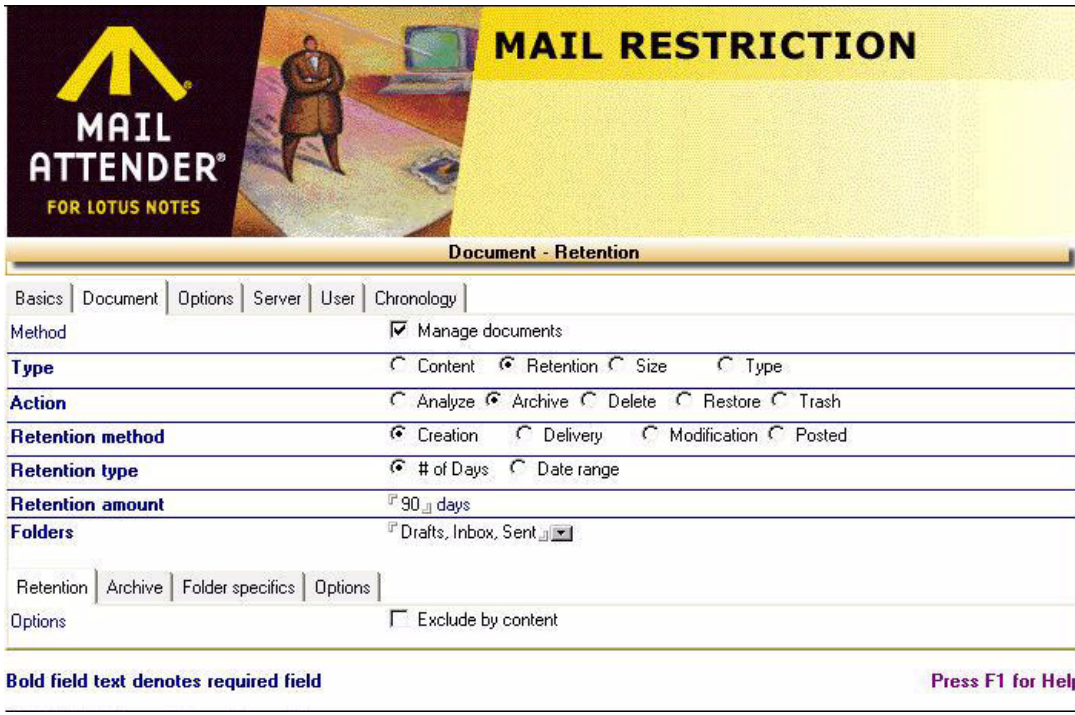 MAIL RESTRICTION
MAIL
ATTENDER®
FOR LOTUS NOTES
Document - Retention
Basics Document Options Server User Chronology
Method Manage documents
Type Content Retention Size Type
Action Analyze Archive Delete Restore Trash
Retention method Creation Delivery Modification Posted
Retention type # of Days Date range
Retention amount 90 days
Folders Drafts, Inbox, Sent
Retention Archive Folder specifics Options
Options Exclude by content
Bold field text denotes required field Press F1 for Help